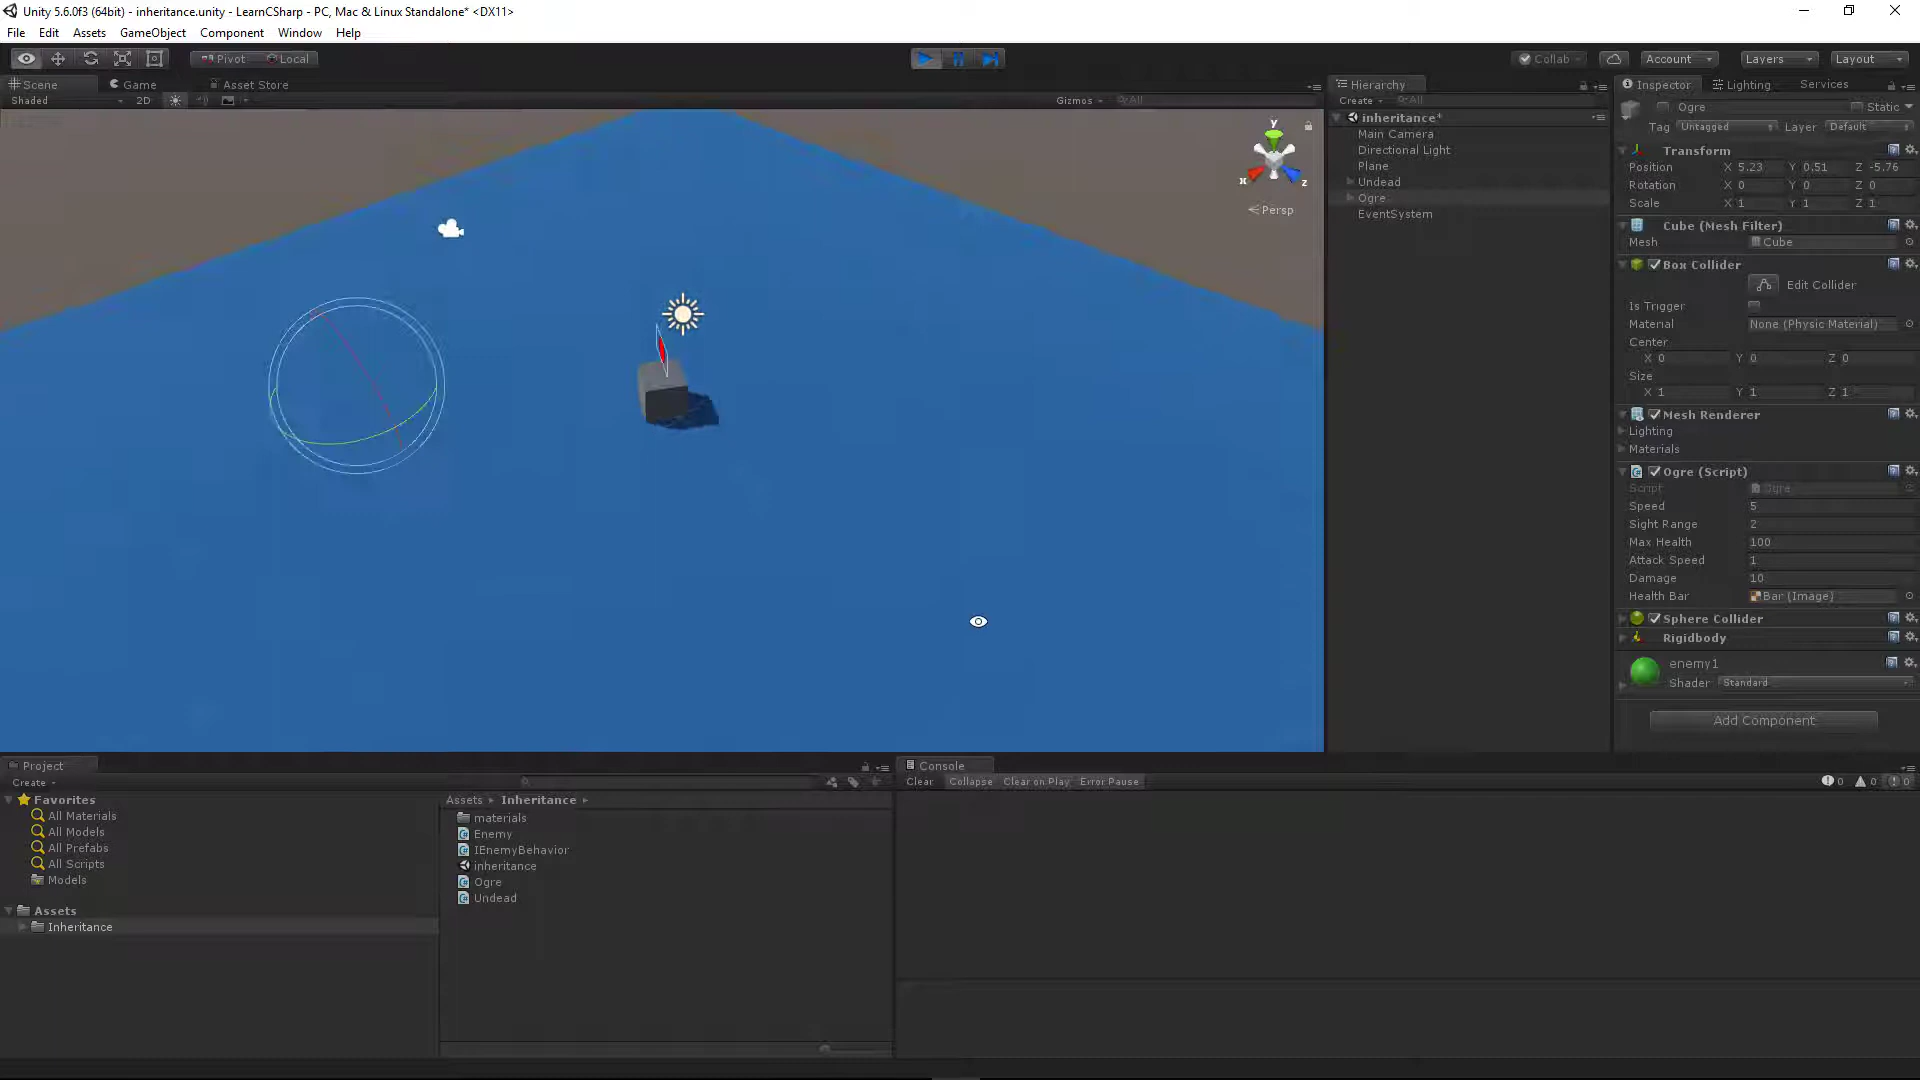 Unity 5.6.0f3 (64bit) - inheritance.unity - LearnCSharp - PC, Mac & Linux Standalone* <DX11>
File Edit Assets GameObject Component Window Help
Pivot Local Collab Account Layers Layout
Scene Game Asset Store
Shaded 2D Gizmos All
y
x
z
Persp
Hierarchy
Create All
inheritance*
Main Camera
Directional Light
Plane
Undead
Ogre
EventSystem
Inspector Lighting Services
Ogre Static
Tag Untagged Layer Default
Transform
Position X 5.23 Y 0.51 Z -5.76
Rotation X 0 Y 0 Z 0
Scale X 1 Y 1 Z 1
Cube (Mesh Filter)
Mesh Cube
Box Collider
Edit Collider
Is Trigger
Material None (Physic Material)
Center
X 0 Y 0 Z 0
Size
X 1 Y 1 Z 1
Mesh Renderer
Lighting
Materials
Ogre (Script)
Script Ogre
Speed 5
Sight Range 2
Max Health 100
Attack Speed 1
Damage 10
Health Bar Bar (Image)
Sphere Collider
Rigidbody
enemy1
Shader Standard
Add Component
Project
Create
Favorites
All Materials
All Models
All Prefabs
All Scripts
Models
Assets
Inheritance
Assets Inheritance
materials
Enemy
IEnemyBehavior
inheritance
Ogre
Undead
Console
Clear Collapse Clear on Play Error Pause 0 0 0